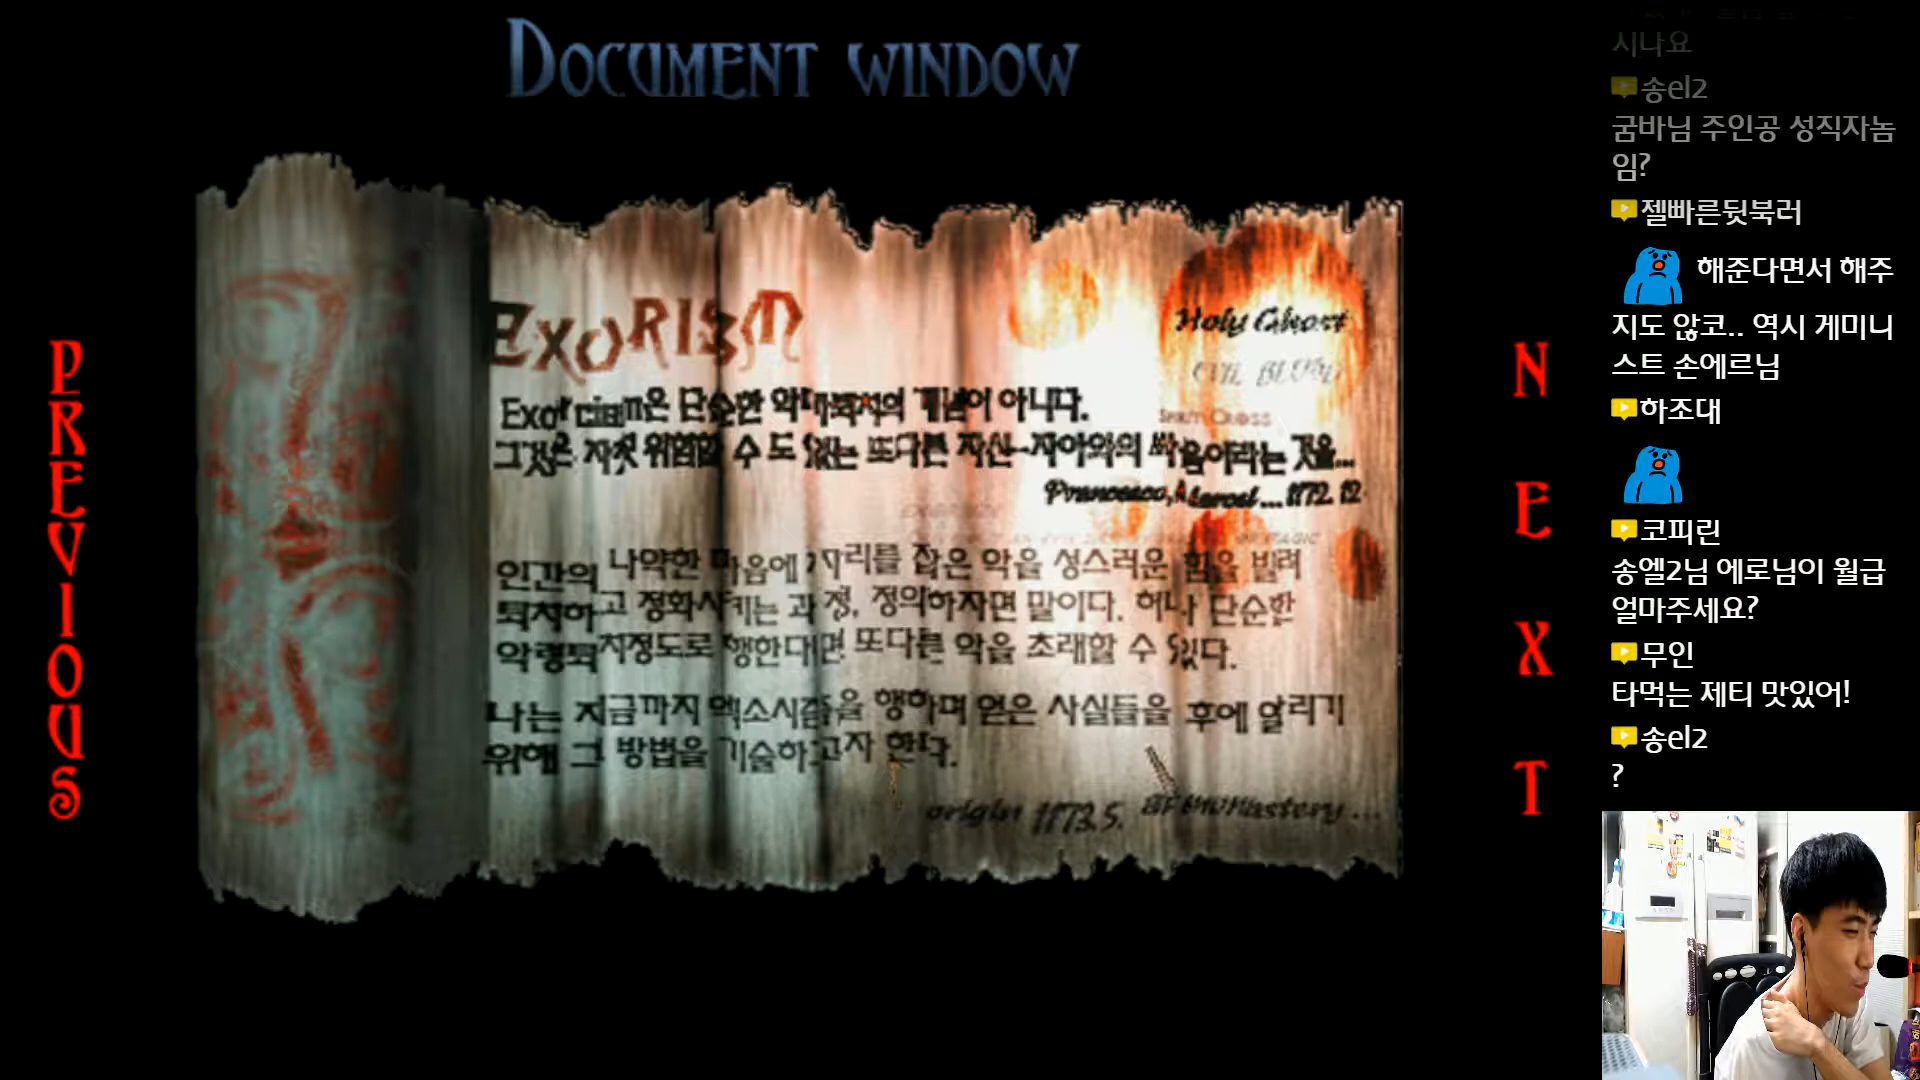 DOCUMENT WINDOW
PREVIOUS
NEXT
EXORISM
Holy Ghost
EVIL BLOOD
SPIRIT CROSS
Exorcism은 단순한 악마퇴치의 개념이 아니다.
그것은 자칫 위험할 수 도 있는 또다른 자신-자아와의 싸움이라는 것을...
Francesco, Marcel... 1172. 12
인간의 나약한 마음에 자리를 잡은 악을 성스러운 힘을 빌려
퇴치하고 정화시키는 과정, 정의하자면 말이다. 허나 단순한
악령퇴치정도로 행한다면 또다른 악을 초래할 수 있다.
나는 지금까지 엑소시즘을 행하며 얻은 사실들을 후에 알리기
위해 그 방법을 기술하고자 한다.
origin 1173.5.
시나요
송el2
굼바님 주인공 성직자놈
임?
젤빠른뒷북러
해준다면서 해주
지도 않코.. 역시 게미니
스트 손에르님
하조대
코피린
송엘2님 에로님이 월급
얼마주세요?
무인
타먹는 제티 맛있어!
송el2
?